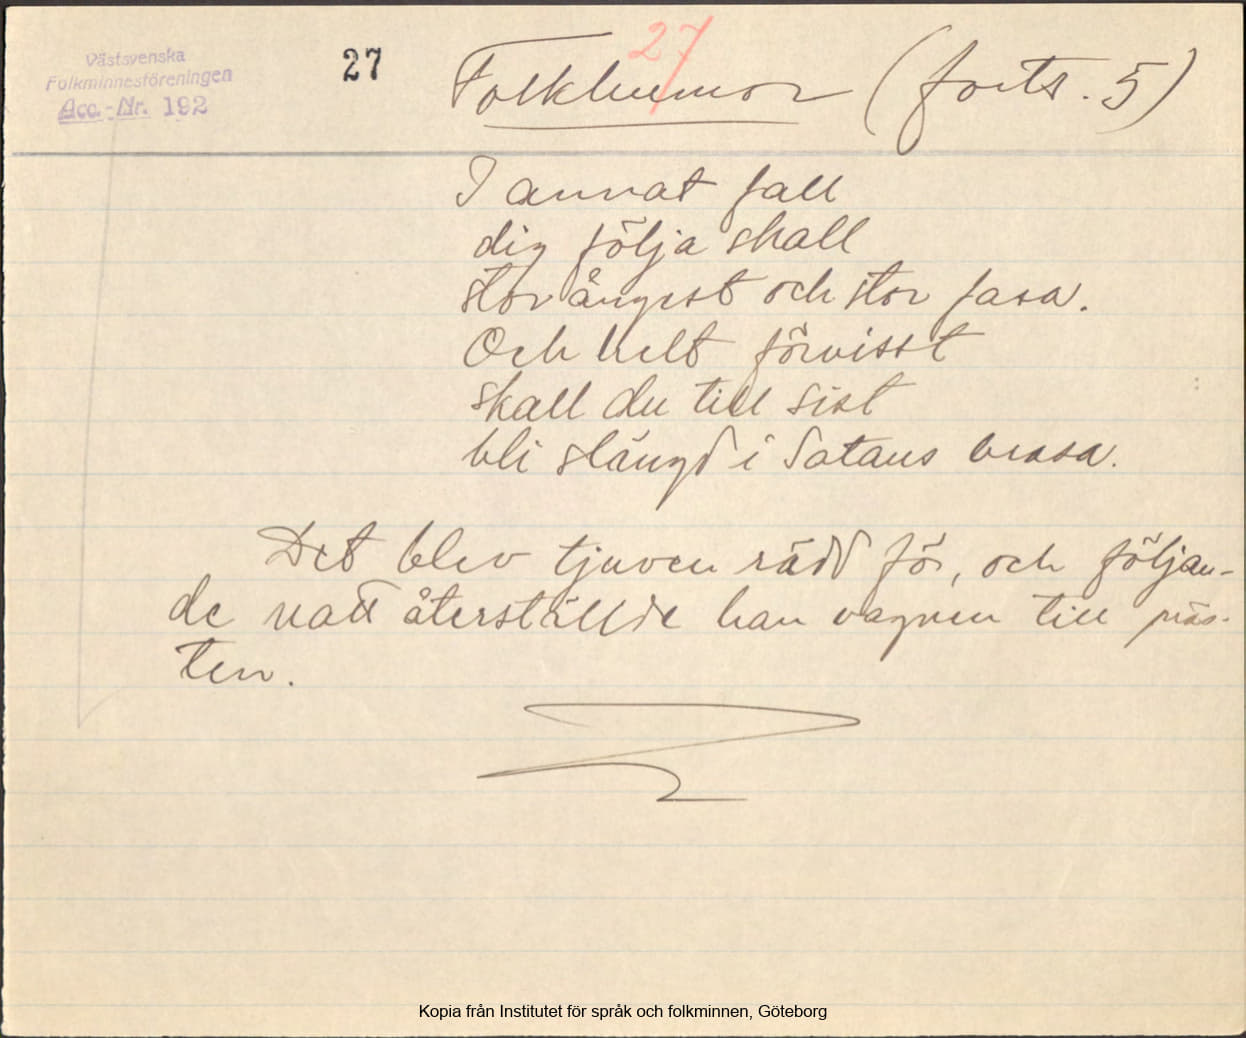 Västsvenska
Folkminnesföreningen
Acc.-Nr. 192
27
27
Folkhumor (forts. 5)
I annat fall
dig följa skall
stor ångest och stor fasa.
Och helt förvisst
skall du till sist
bli slängd i Satans brasa.
Det blev tjuven rädd för, och följan-
de natt återställde han vagnen till präs-
ten.
Kopia från Institutet för språk och folkminnen, Göteborg